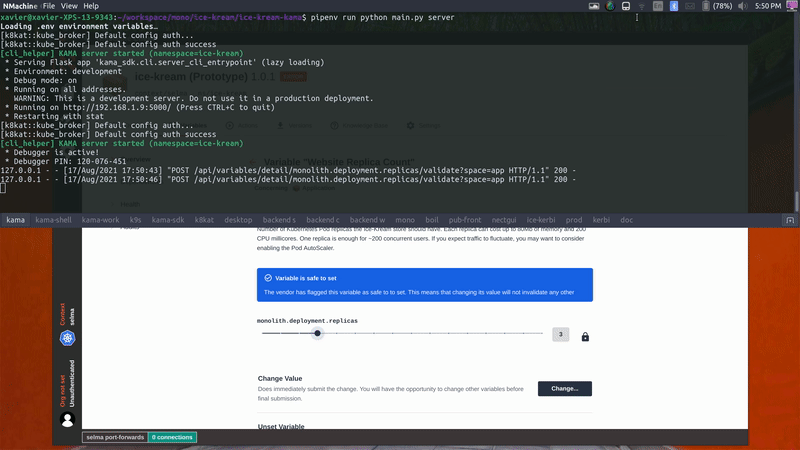 NMachine File View Help
(78%) 5:50 PM
xavier@xavier-XPS-13-9343:~/workspace/mono/ice-kream/ice-kream-kama$ pipenv run python main.py server
Loading .env environment variables…
[k8kat::kube_broker] Default config auth...
[k8kat::kube_broker] Default config auth success
[cli_helper] KAMA server started (namespace=ice-kream)
* Serving Flask app 'kama_sdk.cli.server_cli_entrypoint' (lazy loading)
* Environment: development
* Debug mode: on
* Running on all addresses.
WARNING: This is a development server. Do not use it in a production deployment.
* Running on http://192.168.1.9:5000/ (Press CTRL+C to quit)
* Restarting with stat
[k8kat::kube_broker] Default config auth...
[k8kat::kube_broker] Default config auth success
[cli_helper] KAMA server started (namespace=ice-kream)
* Debugger is active!
* Debugger PIN: 120-076-451
127.0.0.1 - - [17/Aug/2021 17:50:43] "POST /api/variables/detail/monolith.deployment.replicas/validate?space=app HTTP/1.1" 200 -
127.0.0.1 - - [17/Aug/2021 17:50:46] "POST /api/variables/detail/monolith.deployment.replicas/validate?space=app HTTP/1.1" 200 -
ice-kream (Prototype) 1.0.1
Variable "Website Replica Count"
kama kama-shell kama-work k9s kama-sdk k8kat desktop backend s backend c backend w mono boil pub-front nectgui ice-kerbi prod kerbi doc
Number of Kubernetes Pod replicas the Ice-Kream store should have. Each replica can cost up to 800M of memory and 200
CPU millicores. One replica is enough for ~200 concurrent users. If you expect traffic to fluctuate, you may want to consider
enabling the Pod AutoScaler.
Variable is safe to set
The vendor has flagged this variable as safe to to set. This means that changing its value will not invalidate any other
monolith.deployment.replicas
3
Context
selma
Change Value
Does immediately submit the change. You will have the opportunity to change other variables before
final submission.
Change...
Org not set
Unauthenticated
Unset Variable
selma port-forwards 0 connections